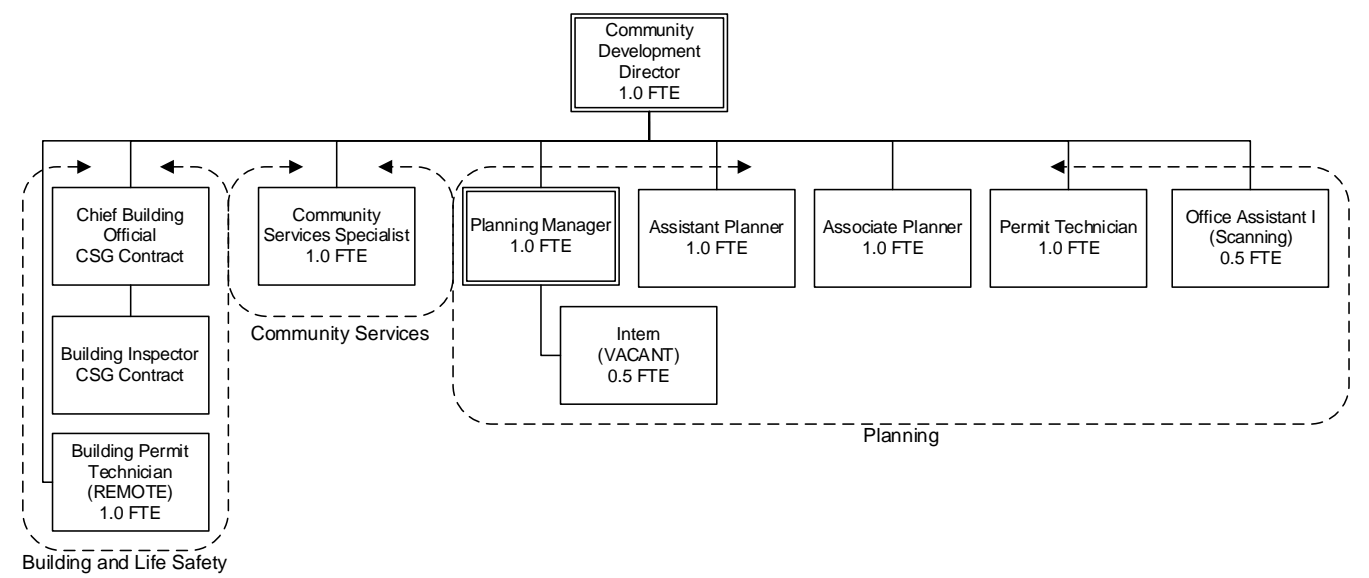 Community
Development
Director
1.0 FTE
Chief Building
Official
CSG Contract
Community
Services Specialist
1.0 FTE
Planning Manager
1.0 FTE
Assistant Planner
1.0 FTE
Associate Planner
1.0 FTE
Permit Technician
1.0 FTE
Office Assistant I
(Scanning)
0.5 FTE
Building Inspector
CSG Contract
Community Services
Intern
(VACANT)
0.5 FTE
Building Permit
Technician
(REMOTE)
1.0 FTE
Planning
Building and Life Safety